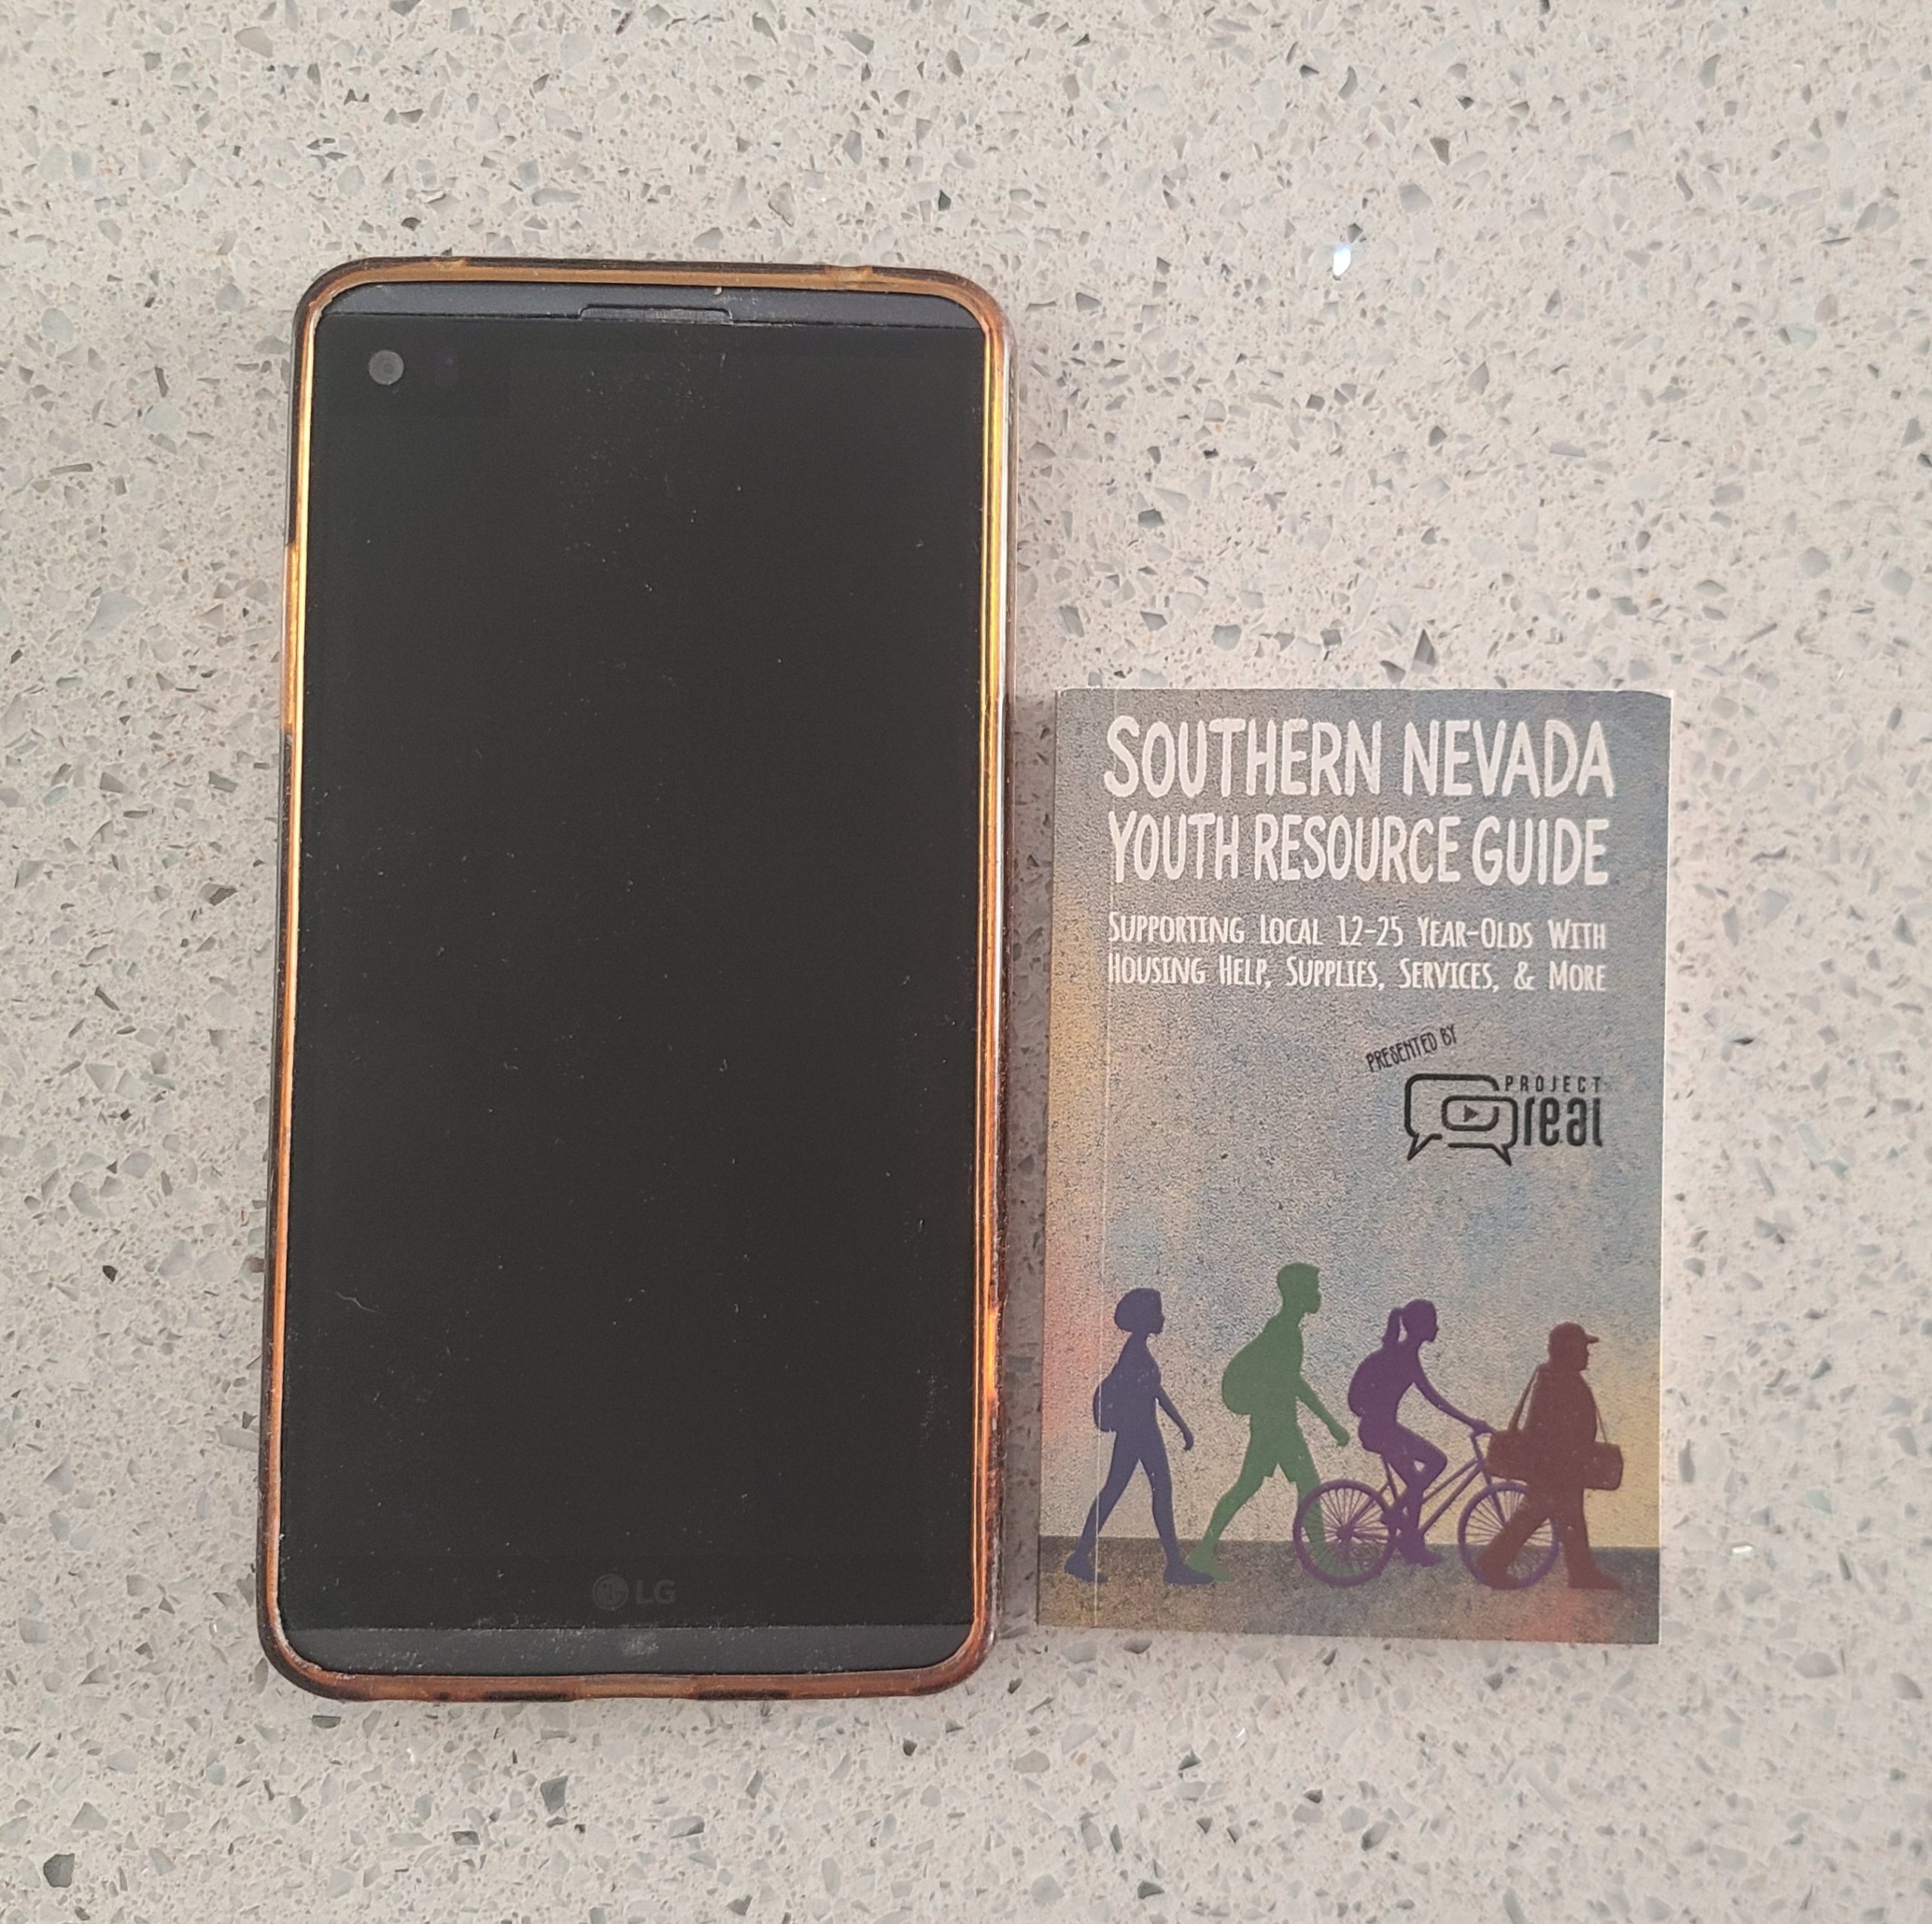 LG
SOUTHERN NEVADA
YOUTH RESOURCE GUIDE
SUPPORTING LOCAL 12-25 YEAR-OLDS WITH
HOUSING HELP, SUPPLIES, SERVICES, & MORE
PRESENTED BY
PROJECT
real